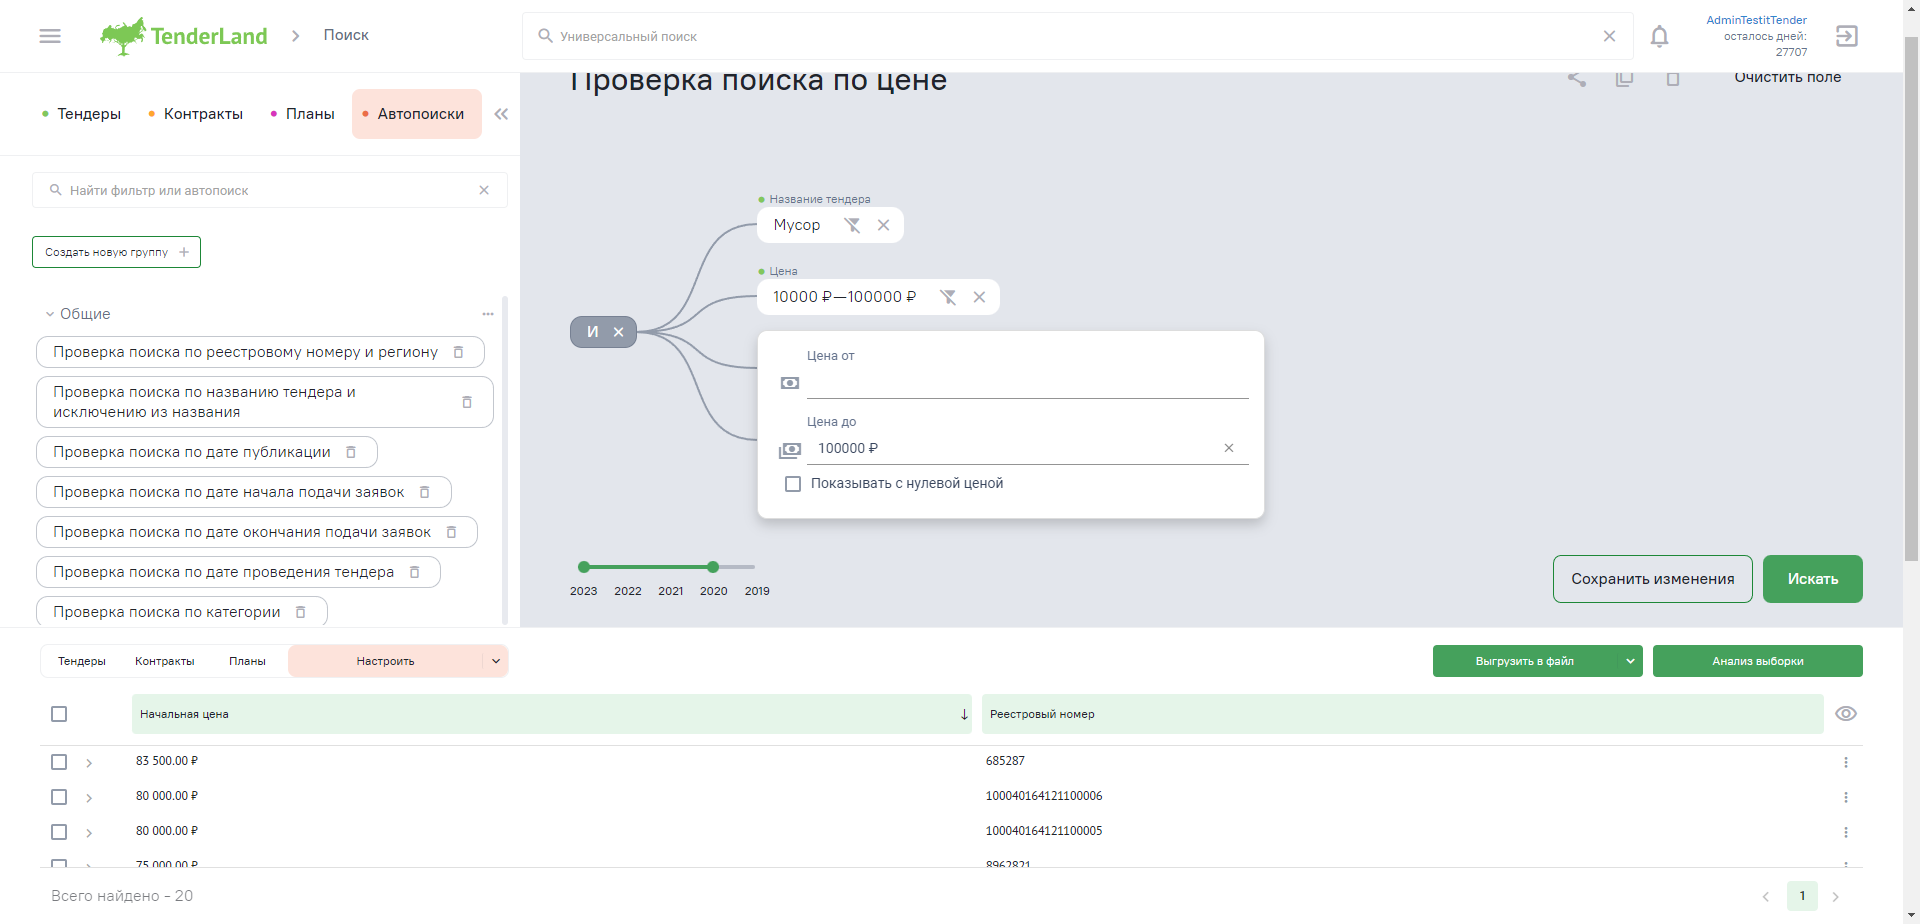 TenderLand
Поиск
Универсальный поиск
AdminTestitTender
осталось дней:
27707
Тендеры
Контракты
Планы
Автопоиски
Найти фильтр или автопоиск
Создать новую группу
Общие
Проверка поиска по реестровому номеру и региону
Проверка поиска по названию тендера и
исключению из названия
Проверка поиска по дате публикации
Проверка поиска по дате начала подачи заявок
Проверка поиска по дате окончания подачи заявок
Проверка поиска по дате проведения тендера
Проверка поиска по категории
Проверка поиска по цене
Очистить поле
Название тендера
Мусор
Цена
10000 ₽—100000 ₽
И
Цена от
Цена до
100000 ₽
Показывать с нулевой ценой
2023 2022 2021 2020 2019
Сохранить изменения
Искать
Тендеры Контракты Планы Настроить
Выгрузить в файл
Анализ выборки
Начальная цена
Реестровый номер
83 500.00 ₽ 685287
80 000.00 ₽ 100040164121100006
80 000.00 ₽ 100040164121100005
75 000.00 ₽ 8962821
Всего найдено - 20
1